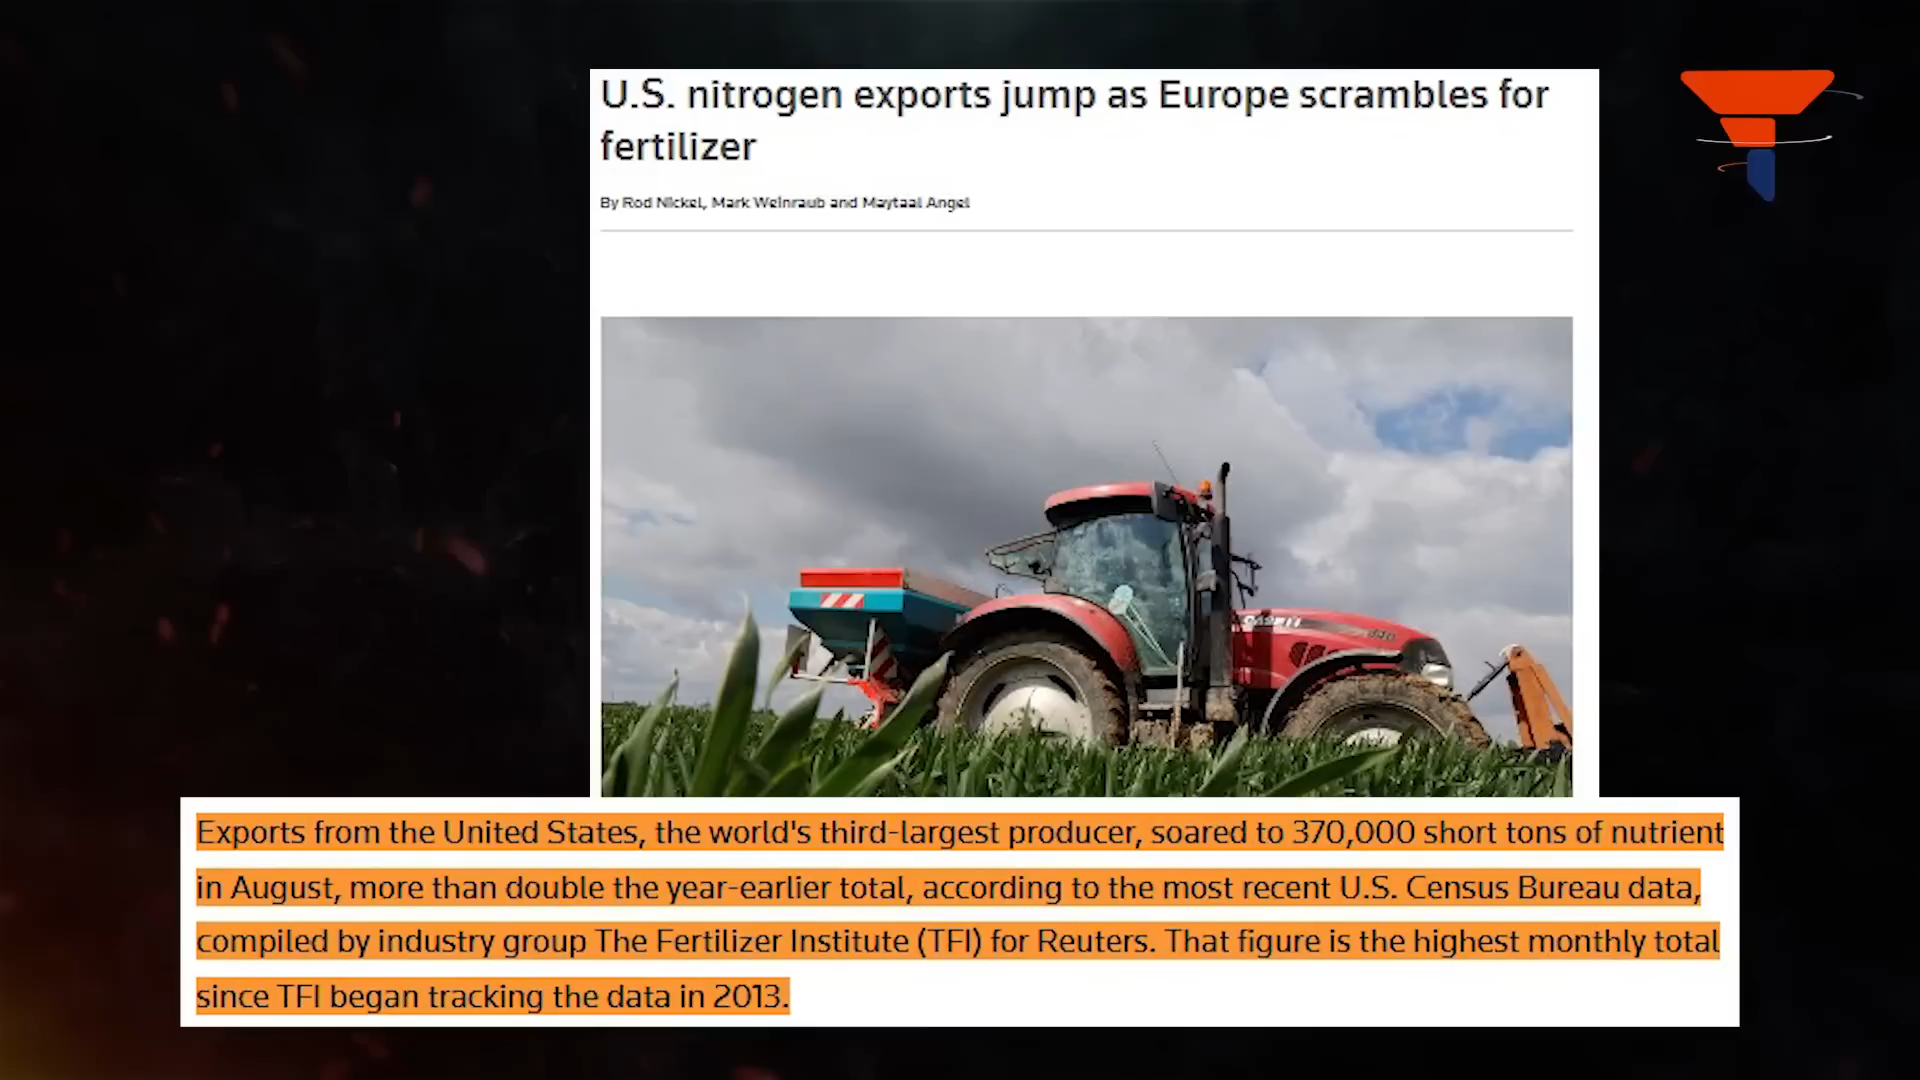 U.S. nitrogen exports jump as Europe scrambles for
fertilizer
By Rod Nickel, Mark Weinraub and Maytaal Angel
CASE IH
Exports from the United States, the world's third-largest producer, soared to 370,000 short tons of nutrient
in August, more than double the year-earlier total, according to the most recent U.S. Census Bureau data,
compiled by industry group The Fertilizer Institute (TFI) for Reuters. That figure is the highest monthly total
since TFI began tracking the data in 2013.